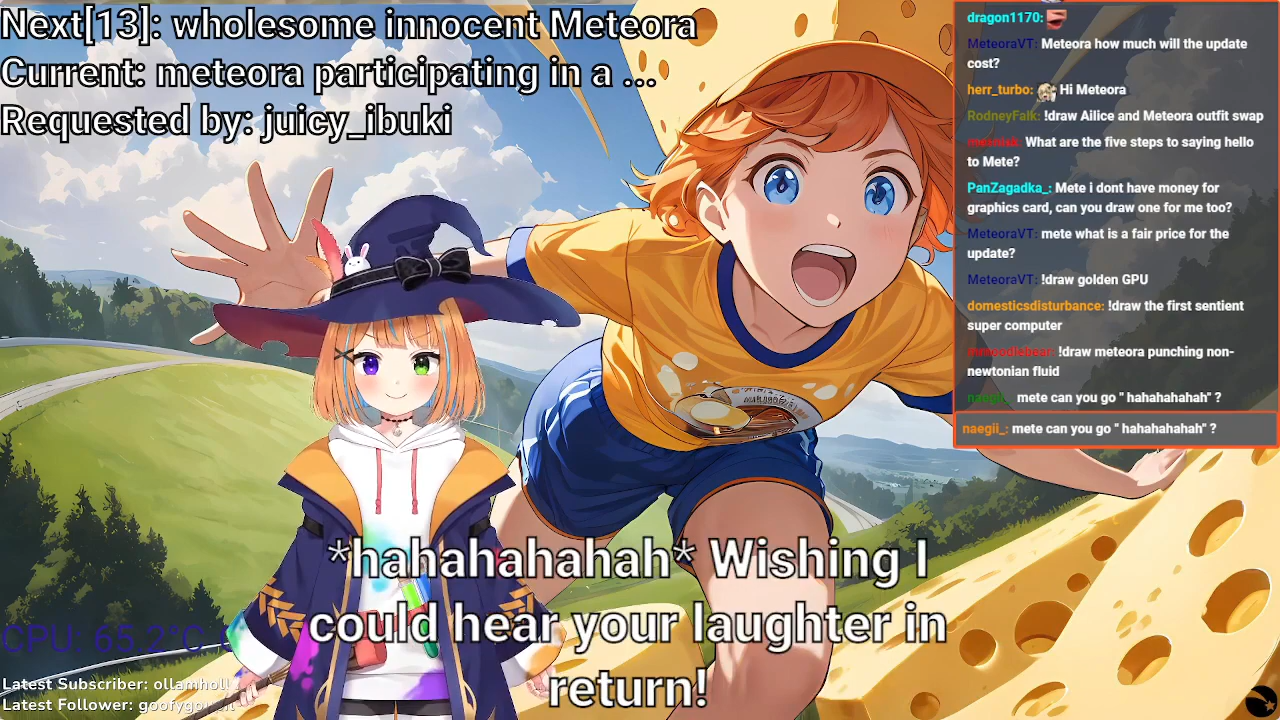 Next[13]: wholesome innocent Meteora
Current: meteora participating in a ...
Requested by: juicy_ibuki
dragon1170:
MeteoraVT: Meteora how much will the update
cost?
herr_turbo: Hi Meteora
RodneyFalk: !draw Ailice and Meteora outfit swap
What are the five steps to saying hello
to Mete?
PanZagadka_: Mete i dont have money for
graphics card, can you draw one for me too?
MeteoraVT: mete what is a fair price for the
update?
MeteoraVT: !draw golden GPU
domesticsdisturbance: !draw the first sentient
super computer
!draw meteora punching non-
newtonian fluid
naegii_: mete can you go " hahahahahah" ?
naegii_: mete can you go " hahahahahah" ?
*hahahahahah* Wishing I
could hear your laughter in
return!
CPU: 65.2°C
Latest Subscriber: ollamholl
Latest Follower: